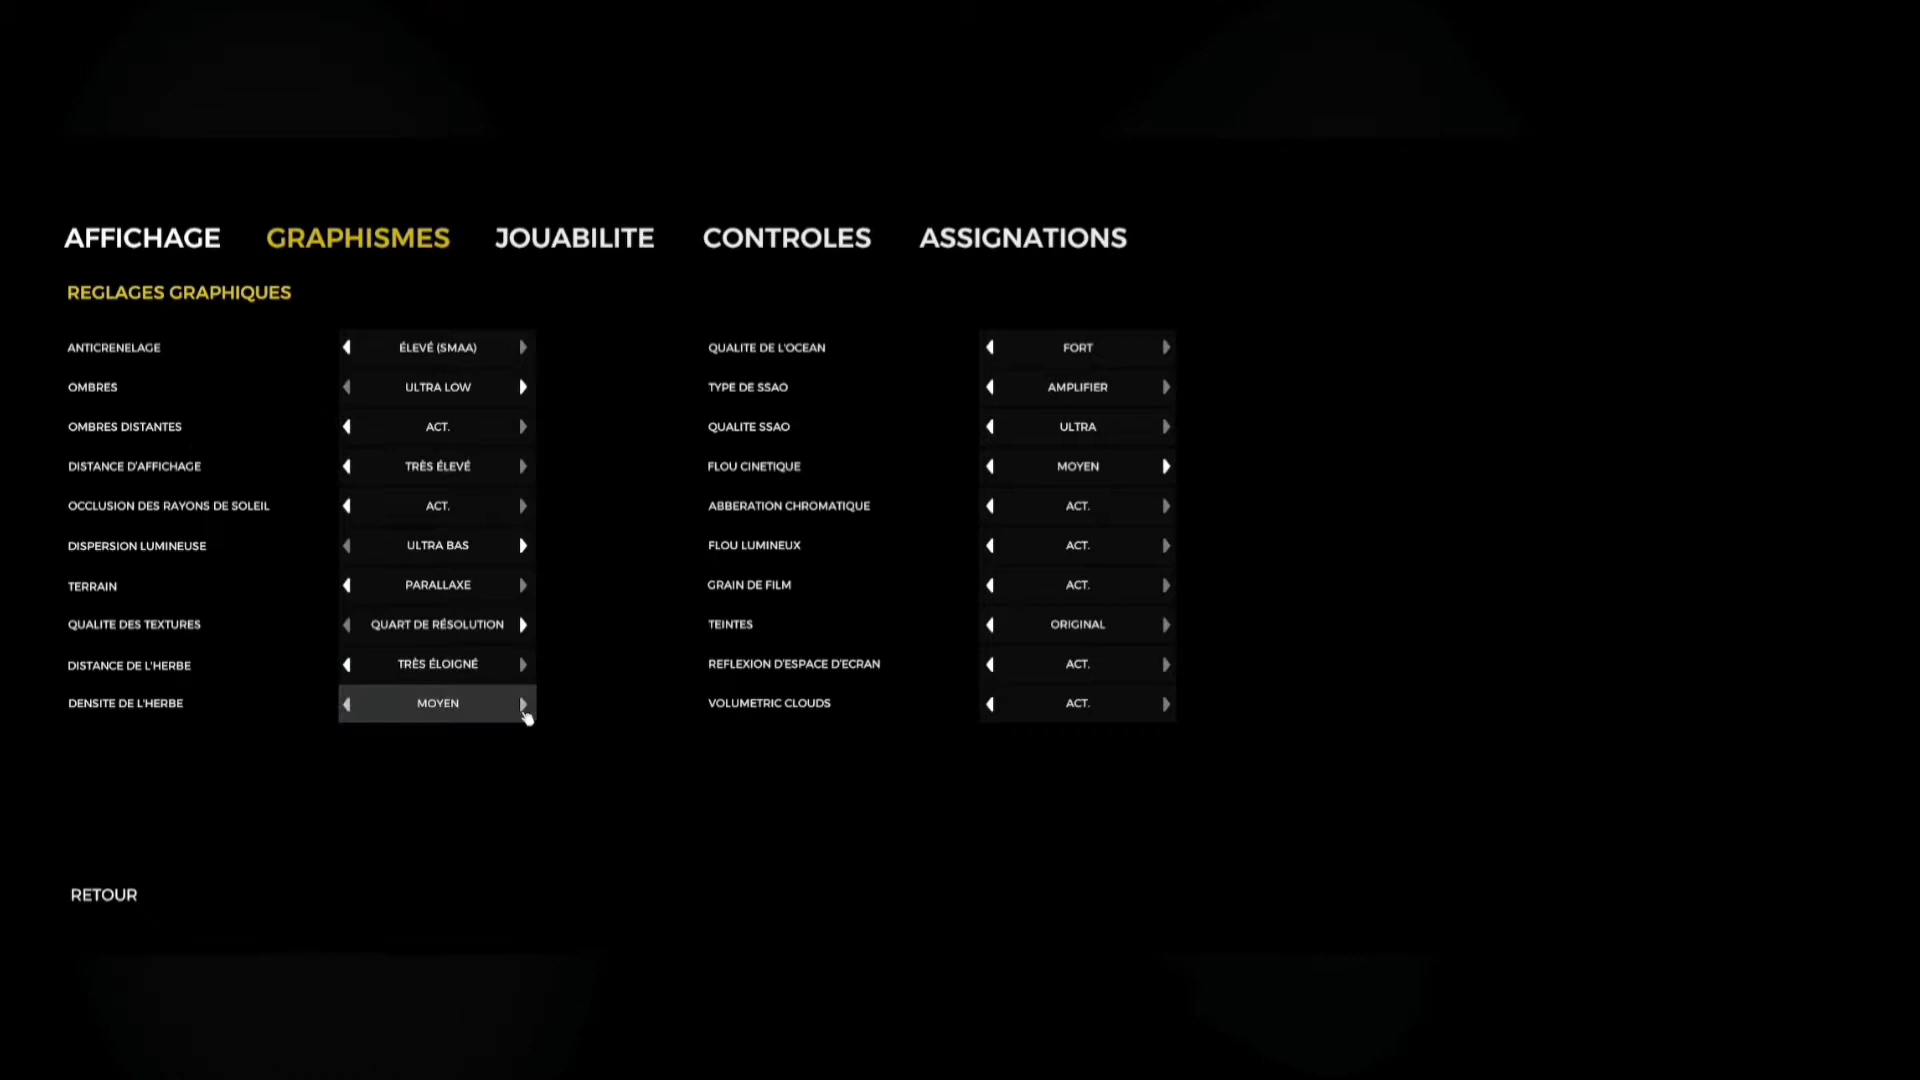 AFFICHAGE GRAPHISMES JOUABILITE CONTROLES ASSIGNATIONS
REGLAGES GRAPHIQUES
ANTICRENELAGE ÉLEVÉ (SMAA)
OMBRES ULTRA LOW
OMBRES DISTANTES ACT.
DISTANCE D'AFFICHAGE TRÈS ÉLEVÉ
OCCLUSION DES RAYONS DE SOLEIL ACT.
DISPERSION LUMINEUSE ULTRA BAS
TERRAIN PARALLAXE
QUALITE DES TEXTURES QUART DE RÉSOLUTION
DISTANCE DE L'HERBE TRÈS ÉLOIGNÉ
DENSITE DE L'HERBE MOYEN
QUALITE DE L'OCEAN FORT
TYPE DE SSAO AMPLIFIER
QUALITE SSAO ULTRA
FLOU CINETIQUE MOYEN
ABBERATION CHROMATIQUE ACT.
FLOU LUMINEUX ACT.
GRAIN DE FILM ACT.
TEINTES ORIGINAL
REFLEXION D'ESPACE D'ECRAN ACT.
VOLUMETRIC CLOUDS ACT.
RETOUR